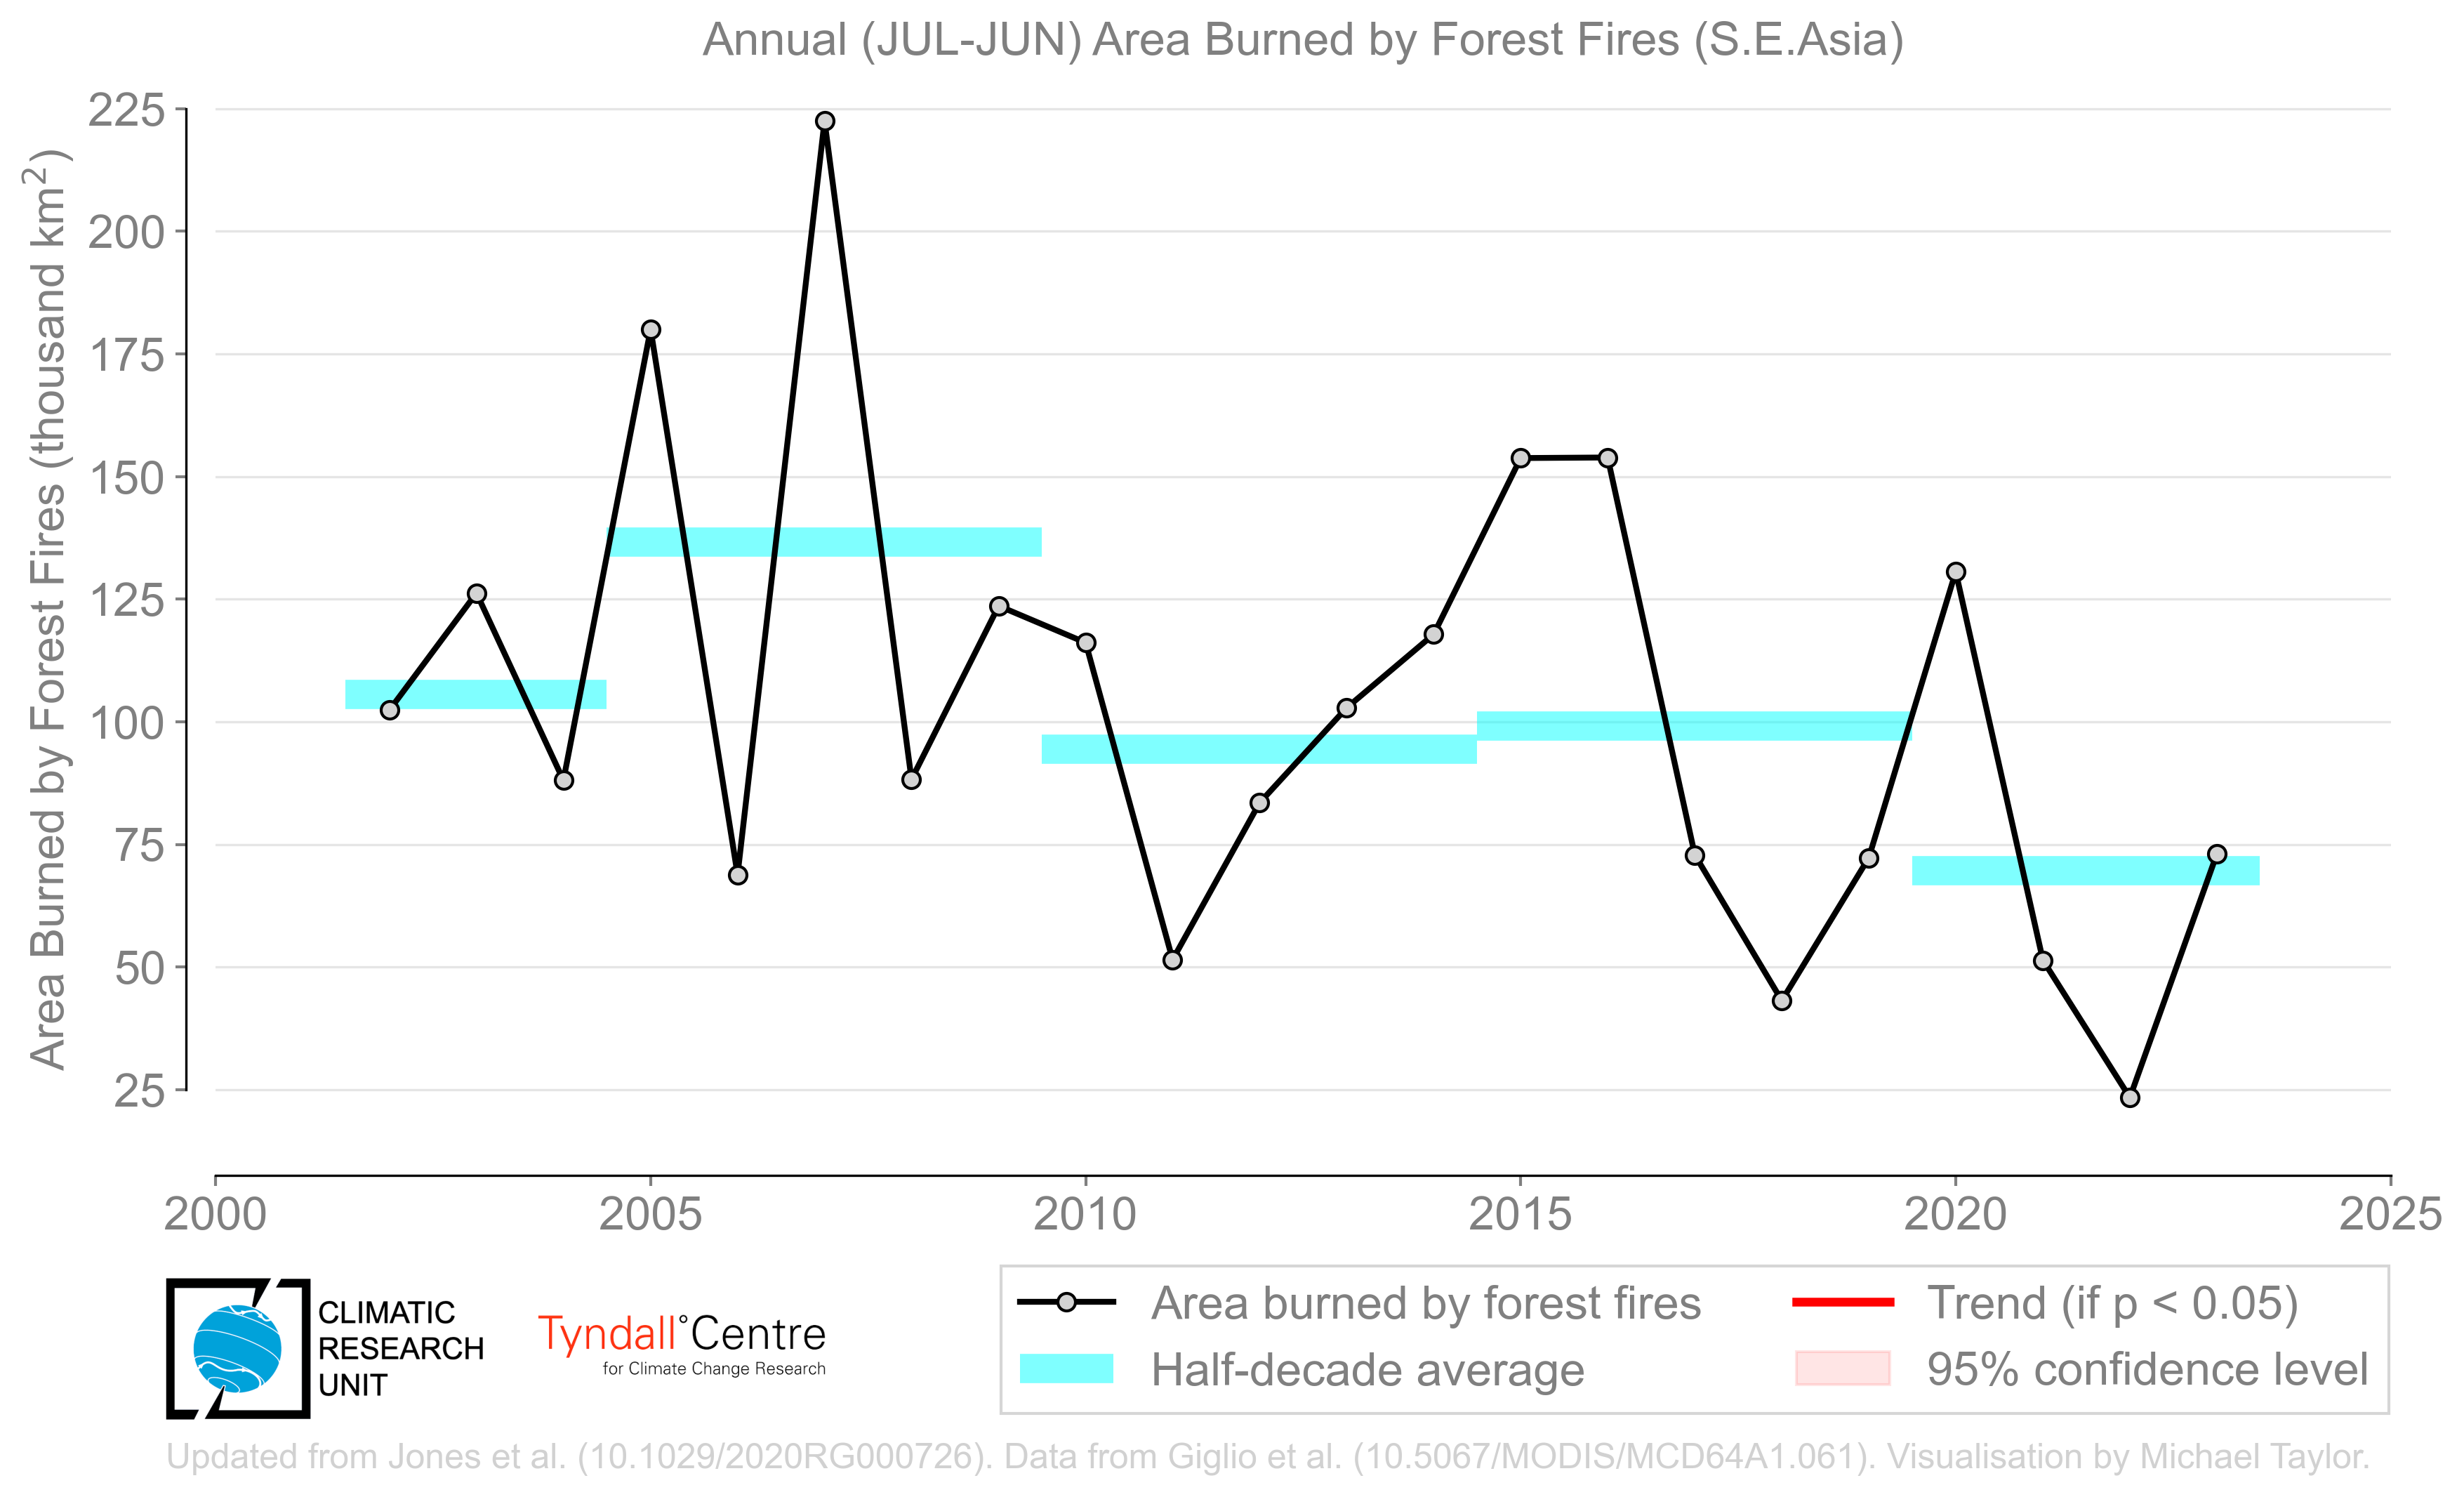 Annual (JUL-JUN) Area Burned by Forest Fires (S.E.Asia)
Area Burned by Forest Fires (thousand km²)
225
200
175
150
125
100
75
50
25
2000 2005 2010 2015 2020 2025
CLIMATIC
RESEARCH
UNIT
Tyndall°Centre
for Climate Change Research
Area burned by forest fires
Half-decade average
Trend (if p < 0.05)
95% confidence level
Updated from Jones et al. (10.1029/2020RG000726). Data from Giglio et al. (10.5067/MODIS/MCD64A1.061). Visualisation by Michael Taylor.